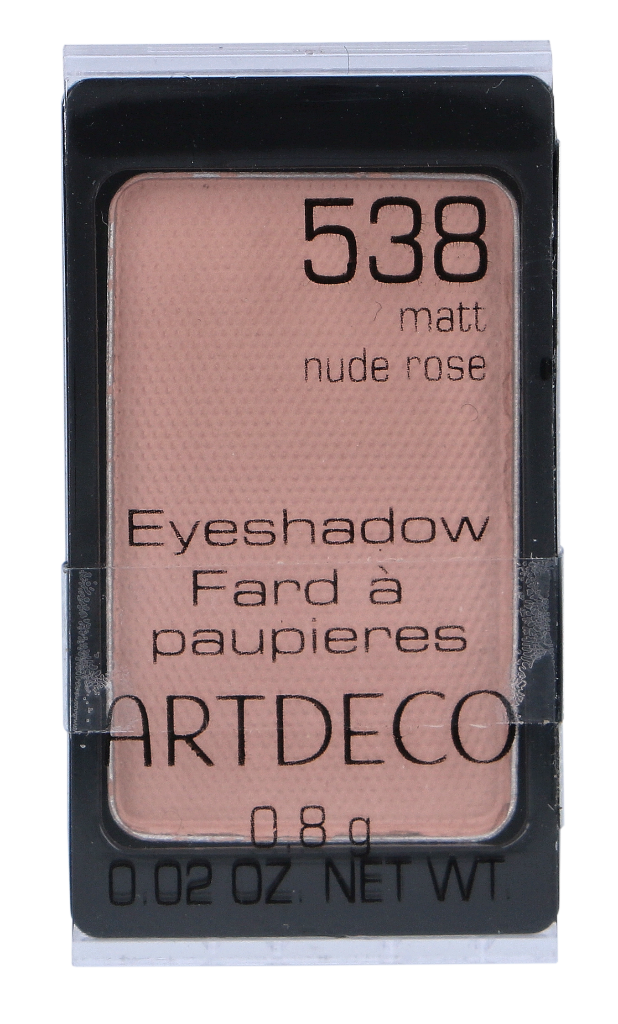 538
matt
nude rose
Eyeshadow
Fard à
paupieres
ARTDECO
0,8 g
0.02 OZ. NET WT.